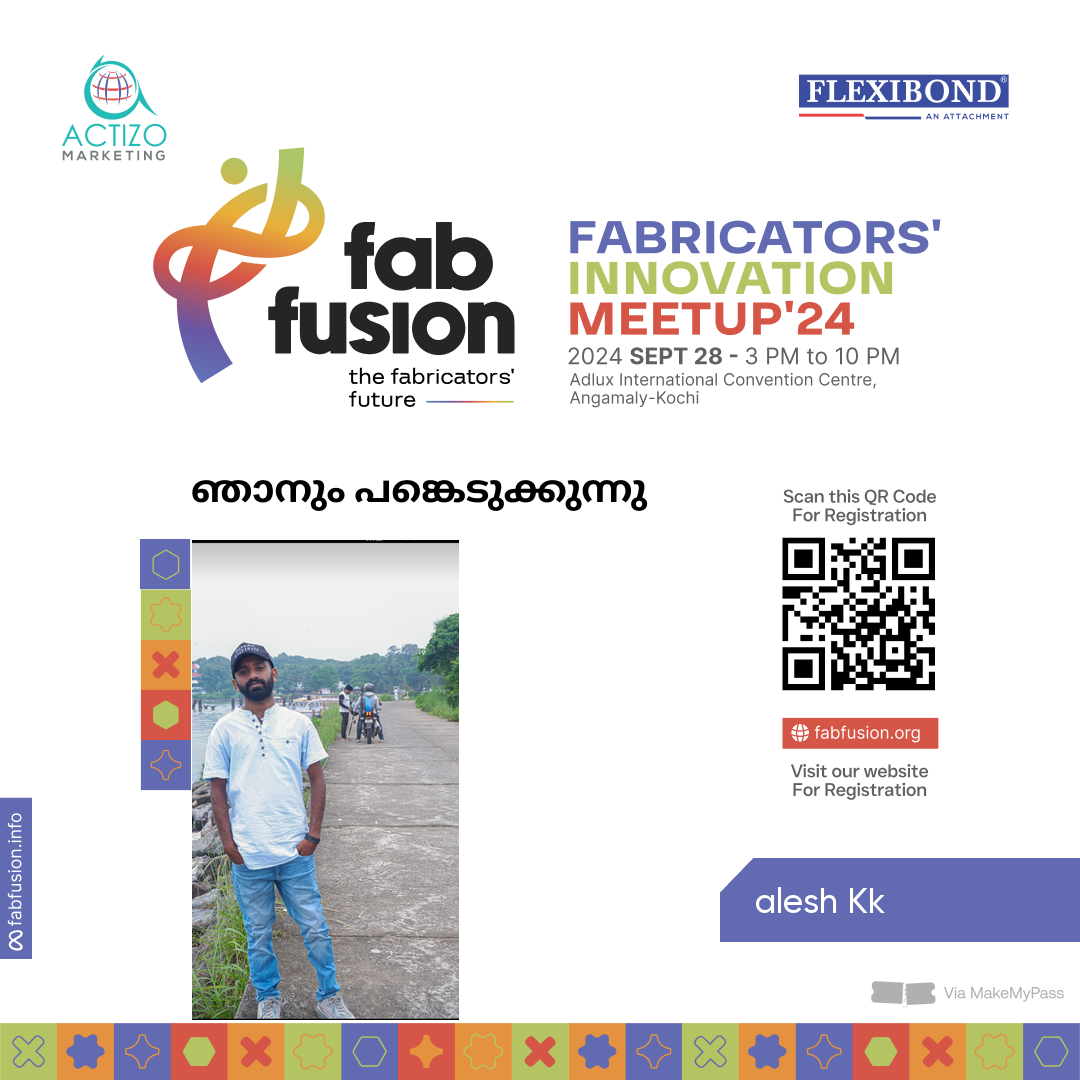 ACTIZO
MARKETING
FLEXIBOND®
AN ATTACHMENT
fab
fusion
the fabricators'
future
FABRICATORS'
INNOVATION
MEETUP'24
2024 SEPT 28 - 3 PM to 10 PM
Adlux International Convention Centre,
Angamaly-Kochi
ഞാനും പങ്കെടുക്കുന്നു
Scan this QR Code
For Registration
fabfusion.org
Visit our website
For Registration
fabfusion.info
alesh Kk
Via MakeMyPass